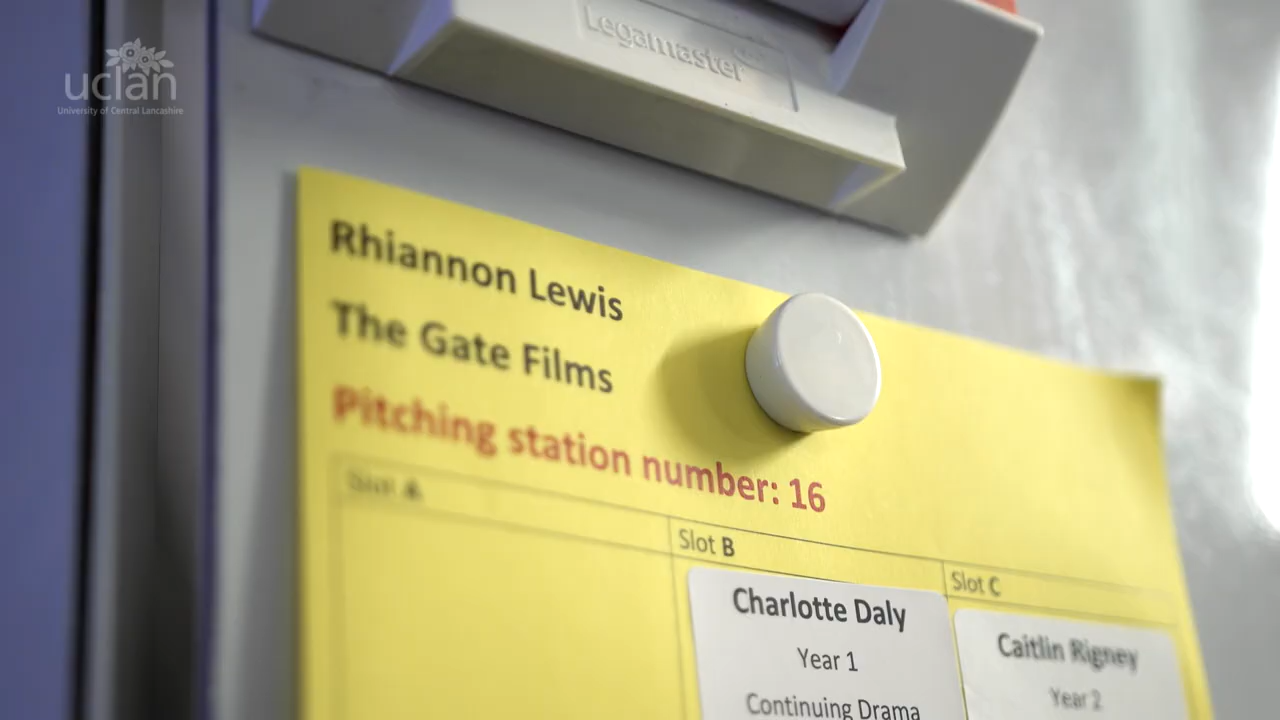 uclan
University of Central Lancashire
Legamaster
Rhiannon Lewis
The Gate Films
Pitching station number: 16
Slot A
Slot B
Slot C
Charlotte Daly
Year 1
Continuing Drama
Caitlin Rigney
Year 2